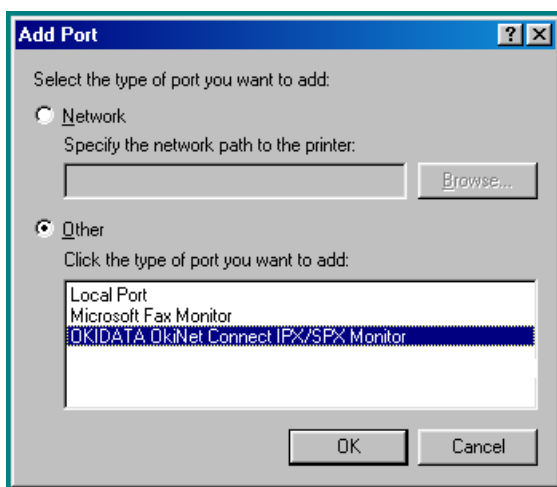 Add Port
Select the type of port you want to add:
Network
Specify the network path to the printer:
Browse...
Other
Click the type of port you want to add:
Local Port
Microsoft Fax Monitor
OKIDATA OkiNet Connect IPX/SPX Monitor
OK Cancel